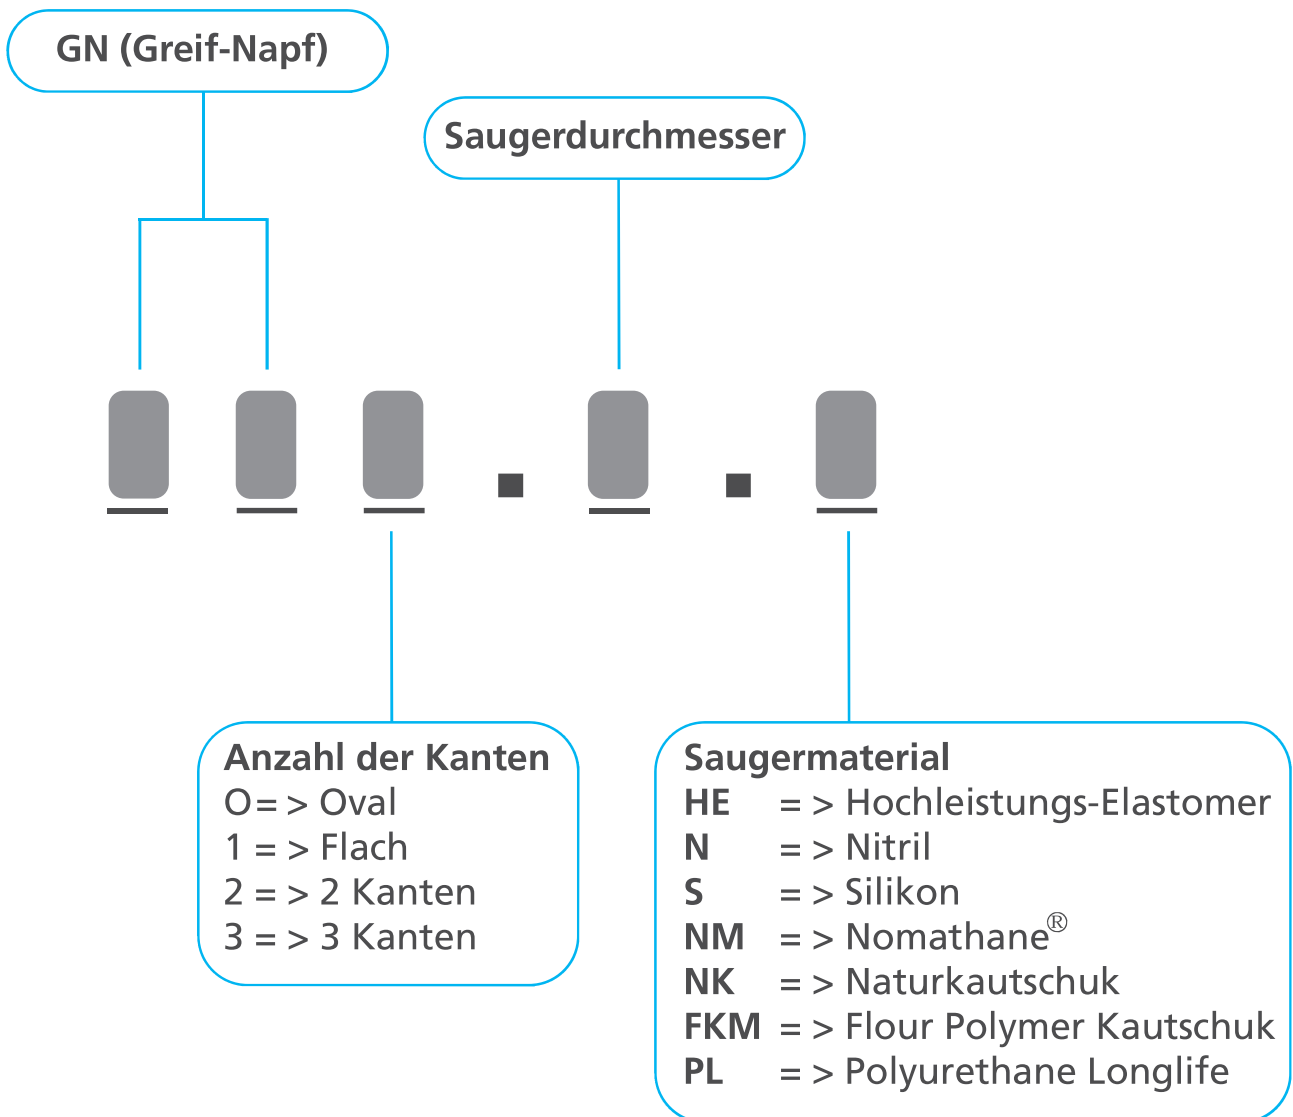 GN (Greif-Napf)
Saugerdurchmesser
. .
Anzahl der Kanten
O = > Oval
1 = > Flach
2 = > 2 Kanten
3 = > 3 Kanten
Saugermaterial
HE = > Hochleistungs-Elastomer
N = > Nitril
S = > Silikon
NM = > Nomathane®
NK = > Naturkautschuk
FKM = > Flour Polymer Kautschuk
PL = > Polyurethane Longlife